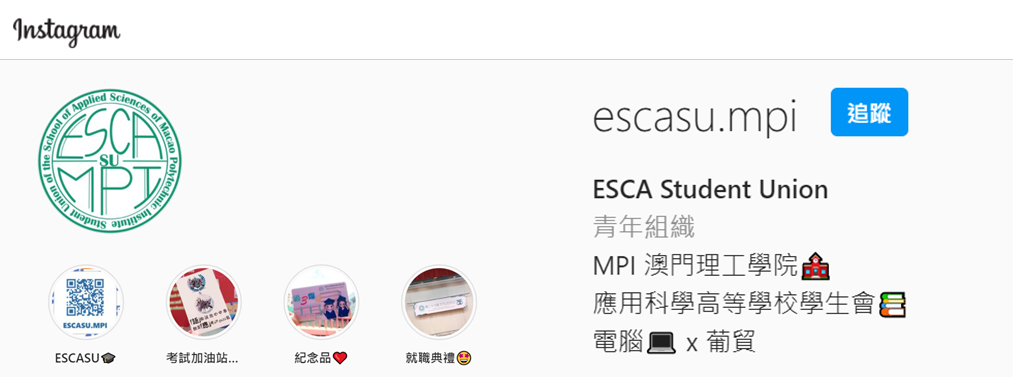 Instagram
Student Union of the School of Applied Sciences of Macao Polytechnic Institute Student Union
ESCA
SU
MPI
escasu.mpi
追蹤
ESCA Student Union
青年組織
MPI 澳門理工學院🏫
應用科學高等學校學生會📚
電腦💻 x 葡貿
ESCASU.MPI
ESCASU🎓
考試加油站...
紀念品❤️
就職典禮🤩